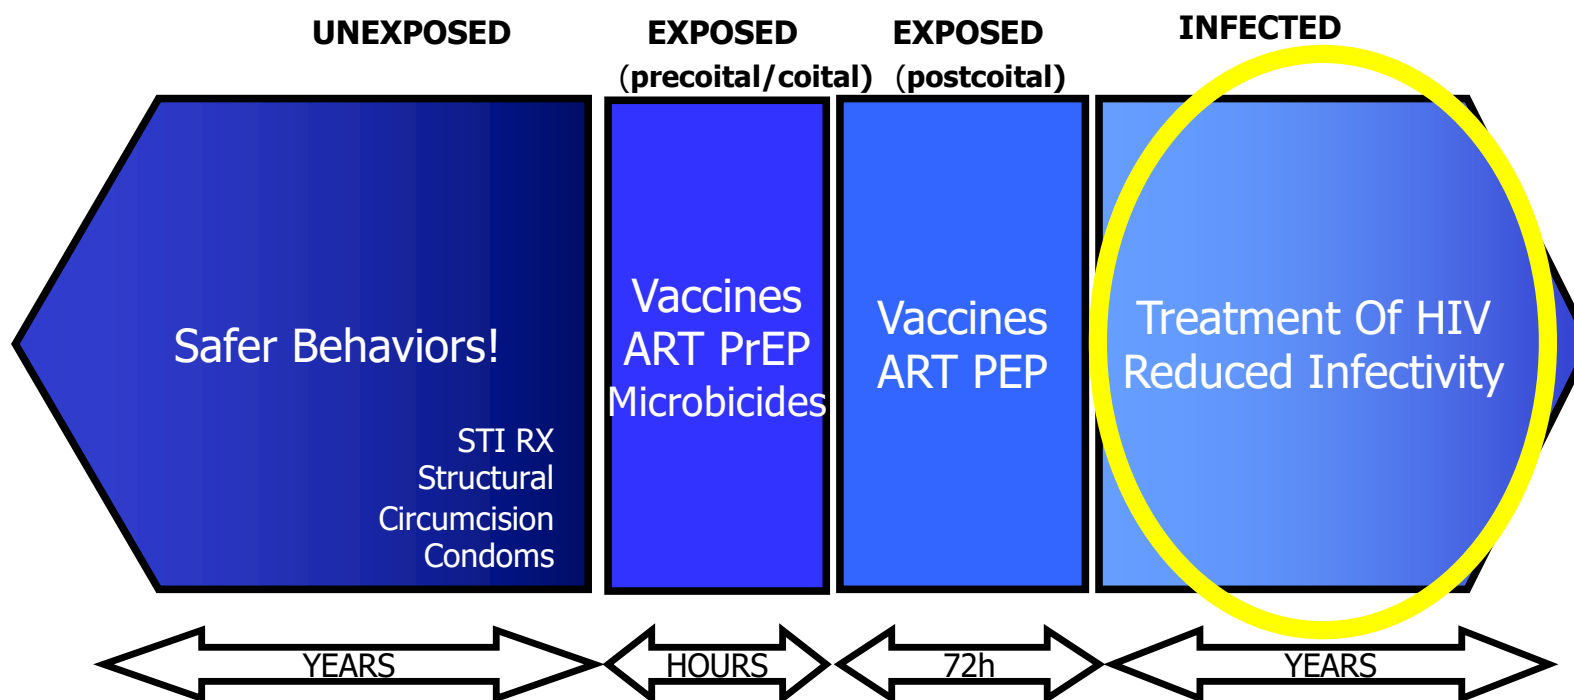 UNEXPOSED
EXPOSED
(precoital/coital)
EXPOSED
(postcoital)
INFECTED
Safer Behaviors!
STI RX
Structural
Circumcision
Condoms
Vaccines
ART PrEP
Microbicides
Vaccines
ART PEP
Treatment Of HIV
Reduced Infectivity
YEARS
HOURS
72h
YEARS